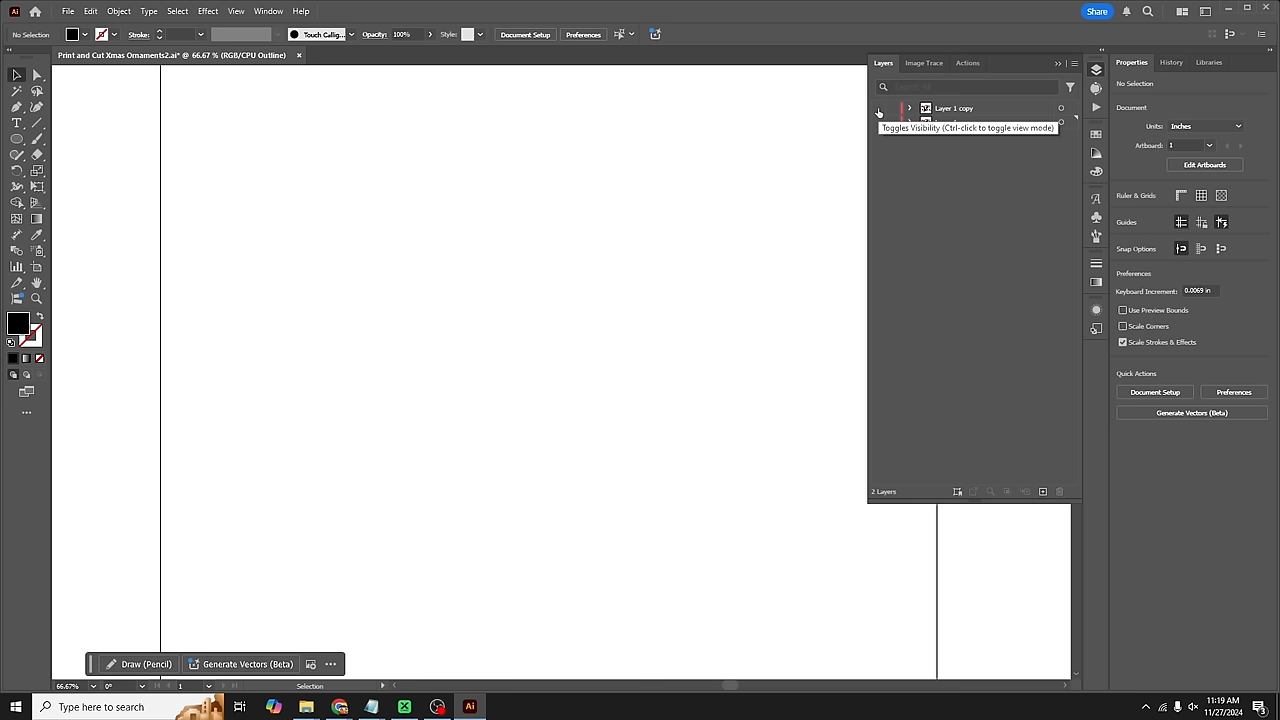 Ai File Edit Object Type Select Effect View Window Help Share
No Selection Stroke: Touch Callig... Opacity: 100% Style: Document Setup Preferences
Print and Cut Xmas Ornaments2.ai* @ 66.67 % (RGB/CPU Outline) ×
Layers Image Trace Actions
Layer 1 copy
Toggles Visibility (Ctrl-click to toggle view mode)
2 Layers
Properties History Libraries
No Selection
Document
Units: Inches
Artboard: 1
Edit Artboards
Ruler & Grids
Guides
Snap Options
Preferences
Keyboard Increment: 0.0069 in
Use Preview Bounds
Scale Corners
Scale Strokes & Effects
Quick Actions
Document Setup Preferences
Generate Vectors (Beta)
Draw (Pencil) Generate Vectors (Beta)
66.67% 0° 1 Selection
Type here to search
Ai
11:19 AM
11/27/2024